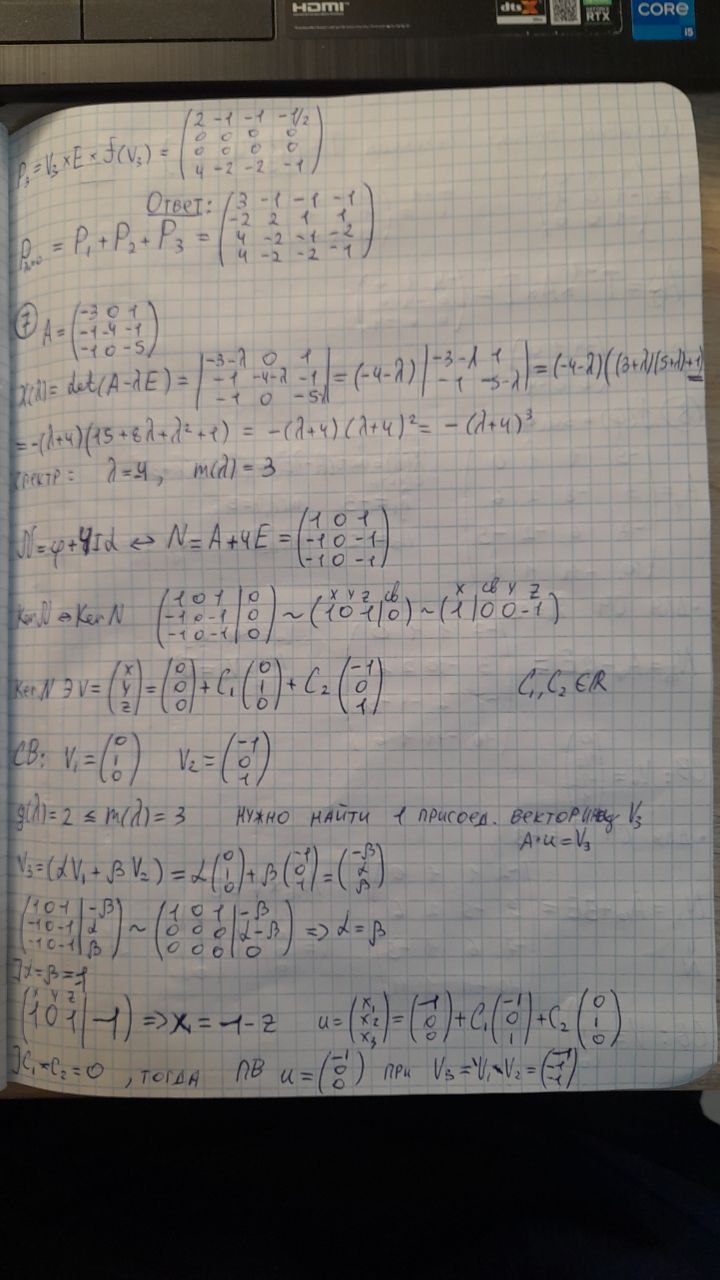 HDMI
dtsX
GEFORCE RTX
CORE
i5
P₃ = V₃ × E × f(V₃) = (2 -1 -1 -1/2; 0 0 0 0; 0 0 0 0; 4 -2 -2 -1)
Ответ:
P_λ=0 = P₁ + P₂ + P₃ = (3 -1 -1 -1; -2 2 1 1; 4 -2 -1 -2; 4 -2 -2 -1)
⑦ A = (-3 0 1; -1 -4 -1; -1 0 -5)
χ(λ) = det(A-λE) = |-3-λ 0 1; -1 -4-λ -1; -1 0 -5-λ| = (-4-λ) |-3-λ 1; -1 -5-λ| = (-4-λ)((3+λ)(5+λ)+1)
= -(λ+4)(15+8λ+λ²+1) = -(λ+4)(λ+4)² = -(λ+4)³
спектр: λ=-4, m(λ) = 3
N = φ+4Id ↔ N = A+4E = (1 0 1; -1 0 -1; -1 0 -1)
Ker N ↔ Ker N (1 0 1 | 0; -1 0 -1 | 0; -1 0 -1 | 0) ~ (x y z св; 1 0 1 | 0) ~ (x св y z; 1 | 0 0 -1)
Ker N ∋ V = (x; y; z) = (0; 0; 0) + C₁ (0; 1; 0) + C₂ (-1; 0; 1) C₁, C₂ ∈ R
СВ: V₁ = (0; 1; 0) V₂ = (-1; 0; 1)
g(λ) = 2 ≤ m(λ) = 3 нужно найти 1 присоед. вектор V₃
A·u = V₃
V₃ = (αV₁ + βV₂) = α (0; 1; 0) + β (-1; 0; 1) = (-β; α; β)
(1 0 1 | -β; -1 0 -1 | α; -1 0 -1 | β) ~ (1 0 1 | -β; 0 0 0 | α-β; 0 0 0 | 0) ⇒ α = β
] α = β = 1
(x y z; 1 0 1 | -1) ⇒ x₁ = -1 - z u = (x₁; x₂; x₃) = (-1; 0; 0) + C₁ (-1; 0; 1) + C₂ (0; 1; 0)
] C₁ = C₂ = 0, тогда ПВ u = (-1; 0; 0) при